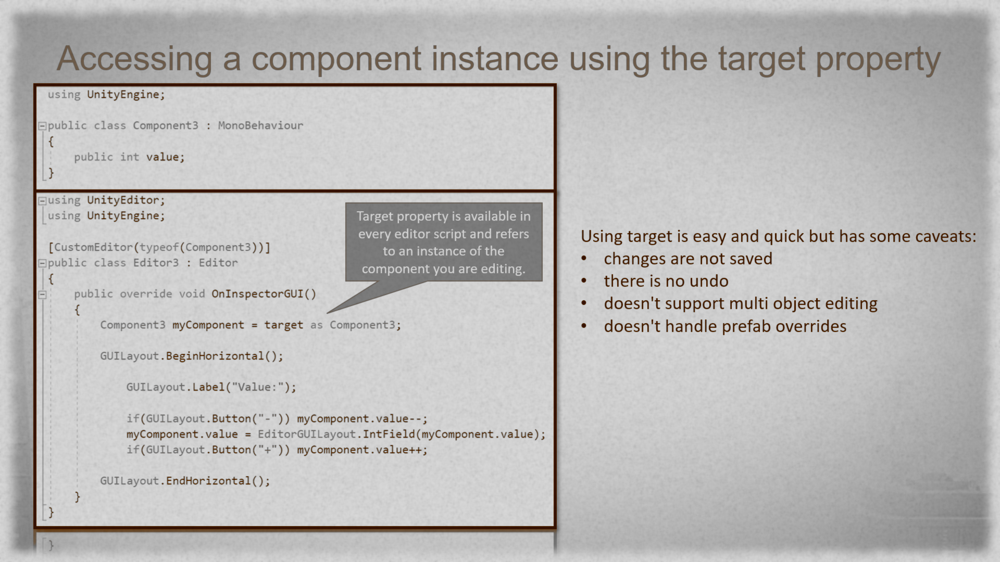 Accessing a component instance using the target property
using UnityEngine;
public class Component3 : MonoBehaviour
{
public int value;
}
using UnityEditor;
using UnityEngine;
[CustomEditor(typeof(Component3))]
public class Editor3 : Editor
{
public override void OnInspectorGUI()
{
Component3 myComponent = target as Component3;
GUILayout.BeginHorizontal();
GUILayout.Label("Value:");
if(GUILayout.Button("-")) myComponent.value--;
myComponent.value = EditorGUILayout.IntField(myComponent.value);
if(GUILayout.Button("+")) myComponent.value++;
GUILayout.EndHorizontal();
}
}
}
Target property is available in
every editor script and refers
to an instance of the
component you are editing.
Using target is easy and quick but has some caveats:
• changes are not saved
• there is no undo
• doesn't support multi object editing
• doesn't handle prefab overrides